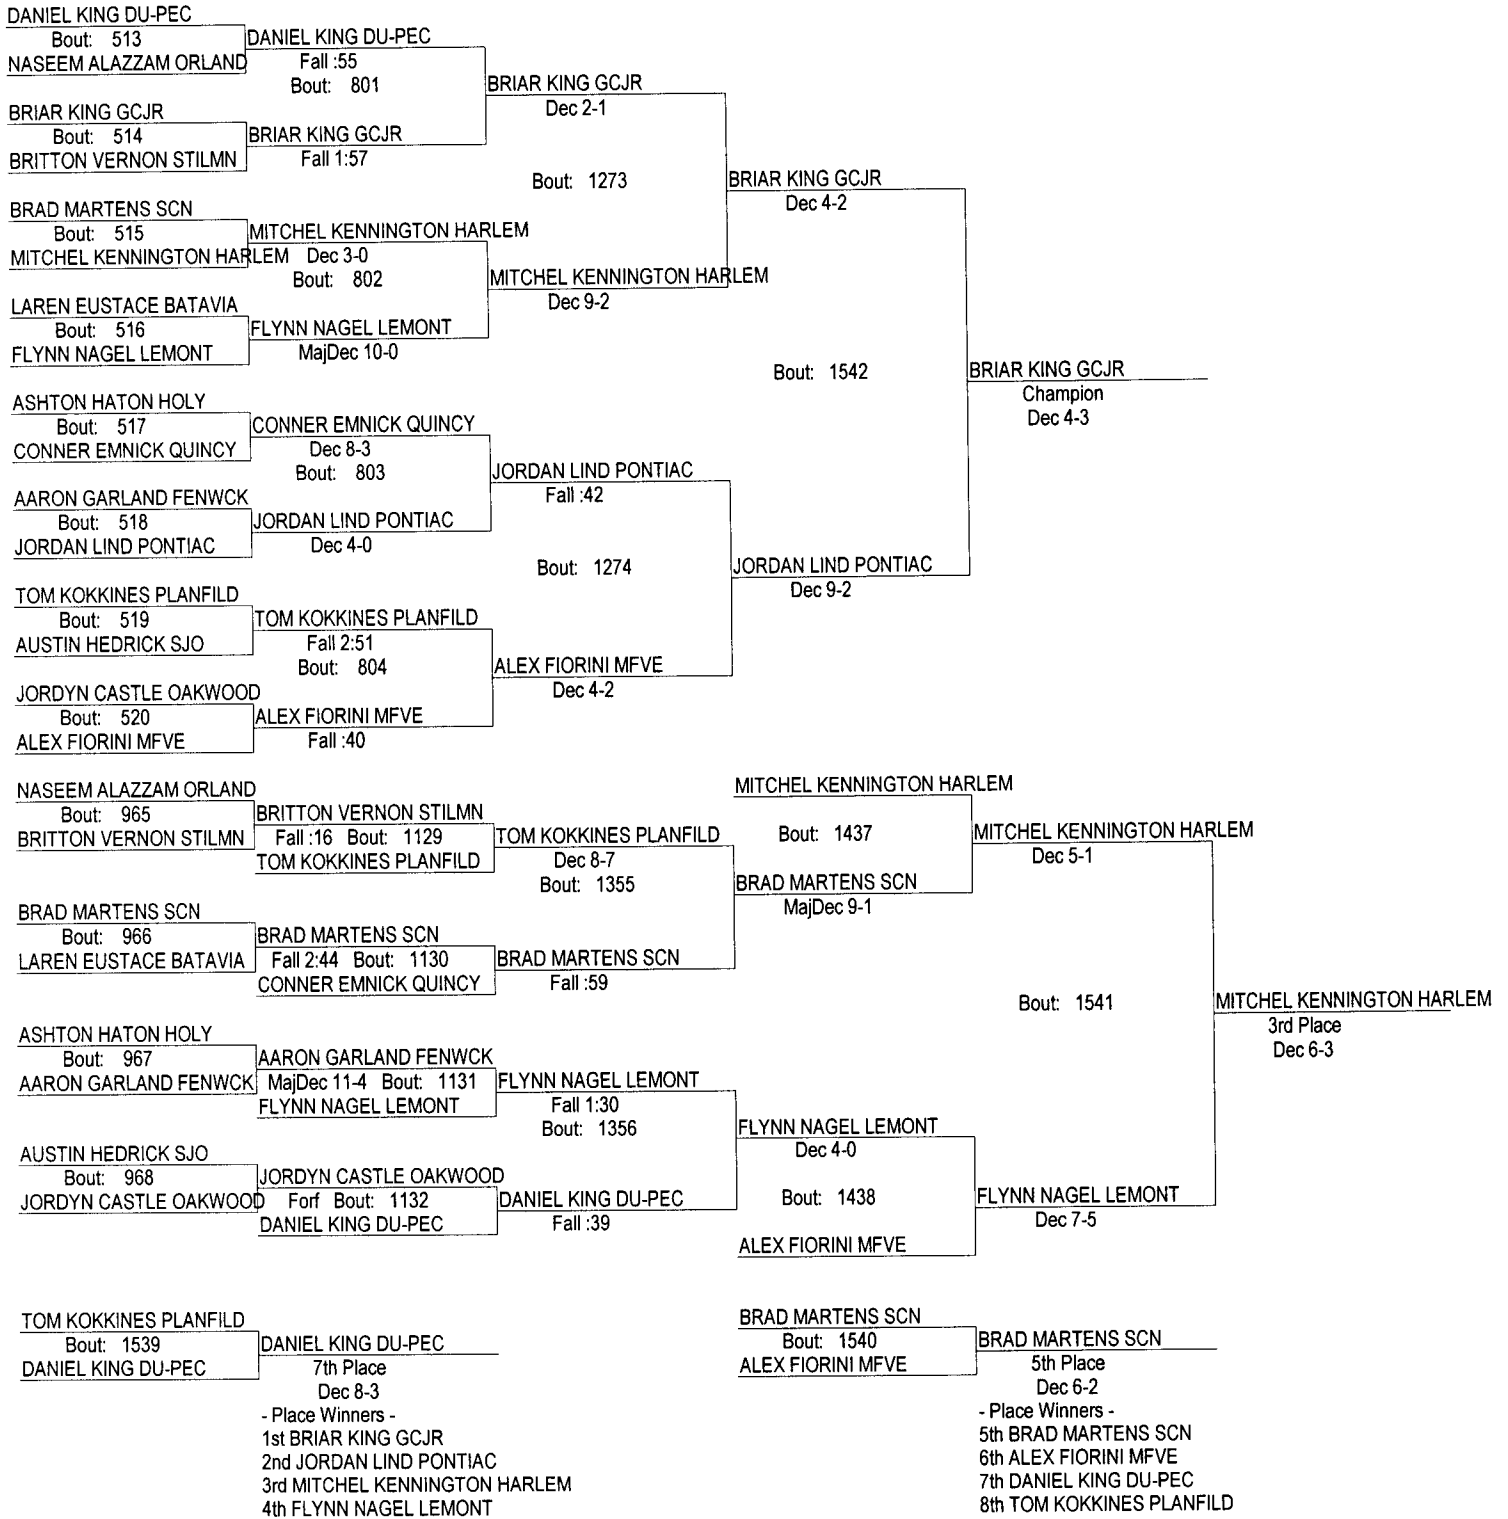 DANIEL KING DU-PEC
Bout: 513
NASEEM ALAZZAM ORLAND
DANIEL KING DU-PEC
Fall :55
Bout: 801
BRIAR KING GCJR
Bout: 514
BRITTON VERNON STILMN
BRIAR KING GCJR
Fall 1:57
BRIAR KING GCJR
Dec 2-1
Bout: 1273
BRAD MARTENS SCN
Bout: 515
MITCHEL KENNINGTON HARLEM
MITCHEL KENNINGTON HARLEM
Dec 3-0
Bout: 802
LAREN EUSTACE BATAVIA
Bout: 516
FLYNN NAGEL LEMONT
FLYNN NAGEL LEMONT
MajDec 10-0
MITCHEL KENNINGTON HARLEM
Dec 9-2
BRIAR KING GCJR
Dec 4-2
Bout: 1542
BRIAR KING GCJR
Champion
Dec 4-3
ASHTON HATON HOLY
Bout: 517
CONNER EMNICK QUINCY
CONNER EMNICK QUINCY
Dec 8-3
Bout: 803
AARON GARLAND FENWCK
Bout: 518
JORDAN LIND PONTIAC
JORDAN LIND PONTIAC
Dec 4-0
JORDAN LIND PONTIAC
Fall :42
Bout: 1274
JORDAN LIND PONTIAC
Dec 9-2
TOM KOKKINES PLANFILD
Bout: 519
AUSTIN HEDRICK SJO
TOM KOKKINES PLANFILD
Fall 2:51
Bout: 804
JORDYN CASTLE OAKWOOD
Bout: 520
ALEX FIORINI MFVE
ALEX FIORINI MFVE
Fall :40
ALEX FIORINI MFVE
Dec 4-2
NASEEM ALAZZAM ORLAND
Bout: 965
BRITTON VERNON STILMN
BRITTON VERNON STILMN
Fall :16 Bout: 1129
TOM KOKKINES PLANFILD
TOM KOKKINES PLANFILD
Dec 8-7
Bout: 1355
BRAD MARTENS SCN
Bout: 966
LAREN EUSTACE BATAVIA
BRAD MARTENS SCN
Fall 2:44 Bout: 1130
CONNER EMNICK QUINCY
BRAD MARTENS SCN
Fall :59
MITCHEL KENNINGTON HARLEM
Bout: 1437
BRAD MARTENS SCN
MajDec 9-1
MITCHEL KENNINGTON HARLEM
Dec 5-1
Bout: 1541
MITCHEL KENNINGTON HARLEM
3rd Place
Dec 6-3
ASHTON HATON HOLY
Bout: 967
AARON GARLAND FENWCK
AARON GARLAND FENWCK
MajDec 11-4 Bout: 1131
FLYNN NAGEL LEMONT
FLYNN NAGEL LEMONT
Fall 1:30
Bout: 1356
AUSTIN HEDRICK SJO
Bout: 968
JORDYN CASTLE OAKWOOD
JORDYN CASTLE OAKWOOD
Forf Bout: 1132
DANIEL KING DU-PEC
DANIEL KING DU-PEC
Fall :39
FLYNN NAGEL LEMONT
Dec 4-0
Bout: 1438
ALEX FIORINI MFVE
FLYNN NAGEL LEMONT
Dec 7-5
TOM KOKKINES PLANFILD
Bout: 1539
DANIEL KING DU-PEC
DANIEL KING DU-PEC
7th Place
Dec 8-3
- Place Winners -
1st BRIAR KING GCJR
2nd JORDAN LIND PONTIAC
3rd MITCHEL KENNINGTON HARLEM
4th FLYNN NAGEL LEMONT
BRAD MARTENS SCN
Bout: 1540
ALEX FIORINI MFVE
BRAD MARTENS SCN
5th Place
Dec 6-2
- Place Winners -
5th BRAD MARTENS SCN
6th ALEX FIORINI MFVE
7th DANIEL KING DU-PEC
8th TOM KOKKINES PLANFILD